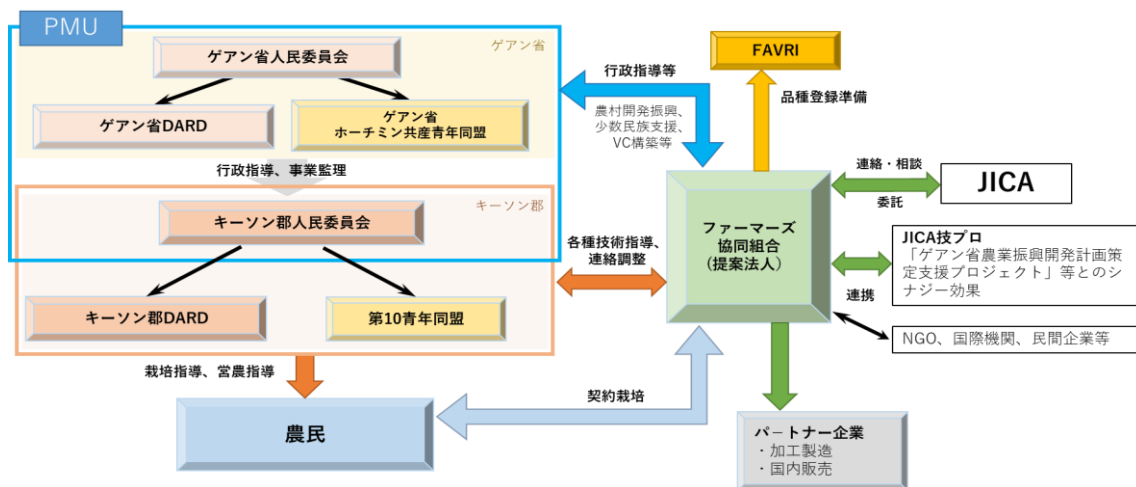 PMU
ゲアン省
ゲアン省人民委員会
ゲアン省DARD
ゲアン省
ホーチミン共産青年同盟
行政指導、事業監理
キーソン郡
キーソン郡人民委員会
キーソン郡DARD
第10青年同盟
栽培指導、営農指導
農民
行政指導等
農村開発振興、
少数民族支援、
VC構築等
各種技術指導、
連絡調整
契約栽培
FAVRI
品種登録準備
ファーマーズ
協同組合
(提案法人)
連絡・相談
委託
JICA
JICA技プロ
「ゲアン省農業振興開発計画策
定支援プロジェクト」等とのシ
ナジー効果
連携
NGO、国際機関、民間企業等
パートナー企業
・加工製造
・国内販売